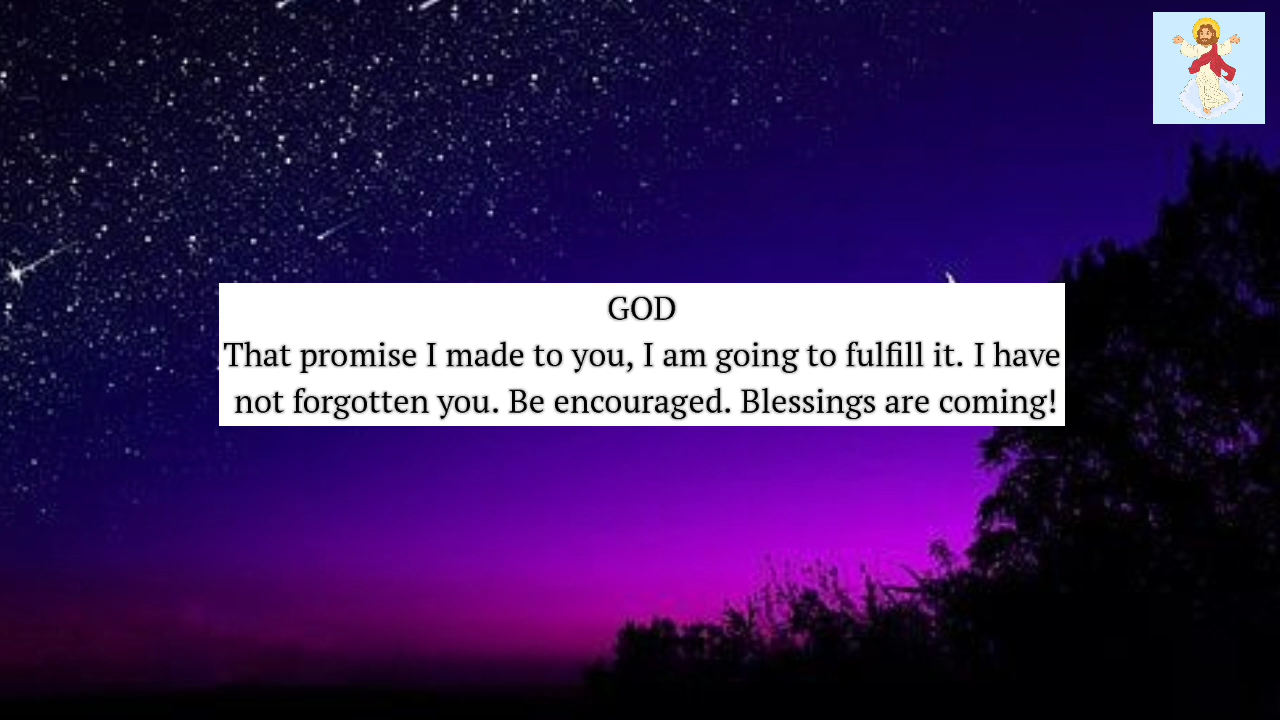 GOD
That promise I made to you, I am going to fulfill it. I have
not forgotten you. Be encouraged. Blessings are coming!